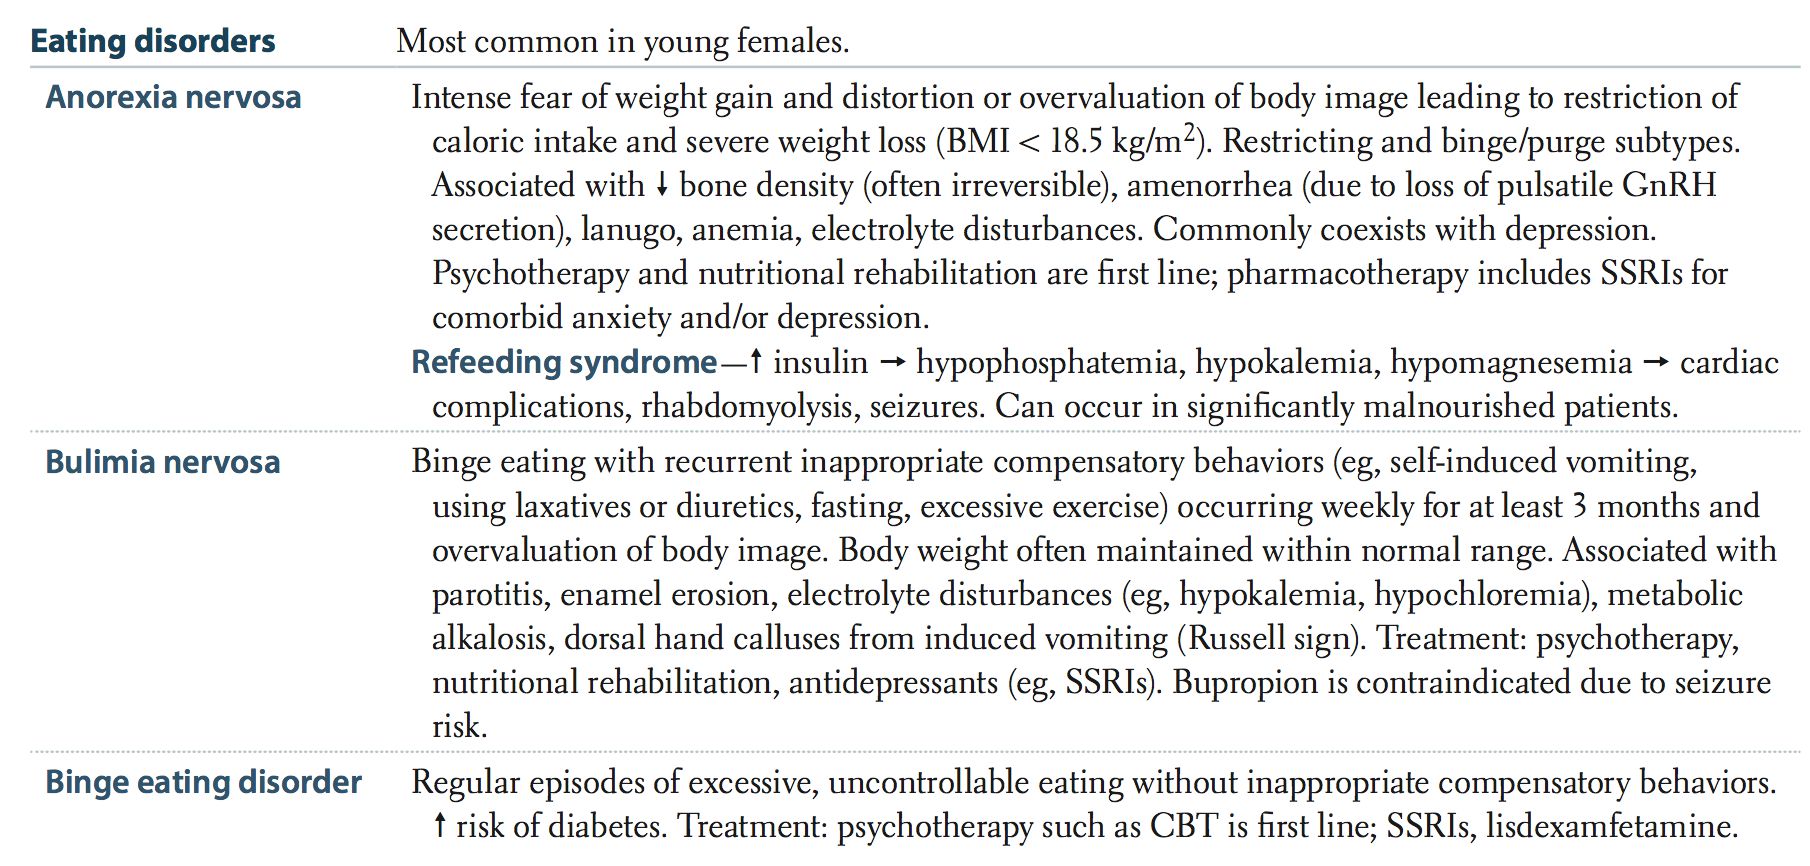 Eating disorders Most common in young females.
Anorexia nervosa Intense fear of weight gain and distortion or overvaluation of body image leading to restriction of
caloric intake and severe weight loss (BMI < 18.5 kg/m²). Restricting and binge/purge subtypes.
Associated with ↓ bone density (often irreversible), amenorrhea (due to loss of pulsatile GnRH
secretion), lanugo, anemia, electrolyte disturbances. Commonly coexists with depression.
Psychotherapy and nutritional rehabilitation are first line; pharmacotherapy includes SSRIs for
comorbid anxiety and/or depression.
Refeeding syndrome—↑ insulin → hypophosphatemia, hypokalemia, hypomagnesemia → cardiac
complications, rhabdomyolysis, seizures. Can occur in significantly malnourished patients.
Bulimia nervosa Binge eating with recurrent inappropriate compensatory behaviors (eg, self-induced vomiting,
using laxatives or diuretics, fasting, excessive exercise) occurring weekly for at least 3 months and
overvaluation of body image. Body weight often maintained within normal range. Associated with
parotitis, enamel erosion, electrolyte disturbances (eg, hypokalemia, hypochloremia), metabolic
alkalosis, dorsal hand calluses from induced vomiting (Russell sign). Treatment: psychotherapy,
nutritional rehabilitation, antidepressants (eg, SSRIs). Bupropion is contraindicated due to seizure
risk.
Binge eating disorder Regular episodes of excessive, uncontrollable eating without inappropriate compensatory behaviors.
↑ risk of diabetes. Treatment: psychotherapy such as CBT is first line; SSRIs, lisdexamfetamine.